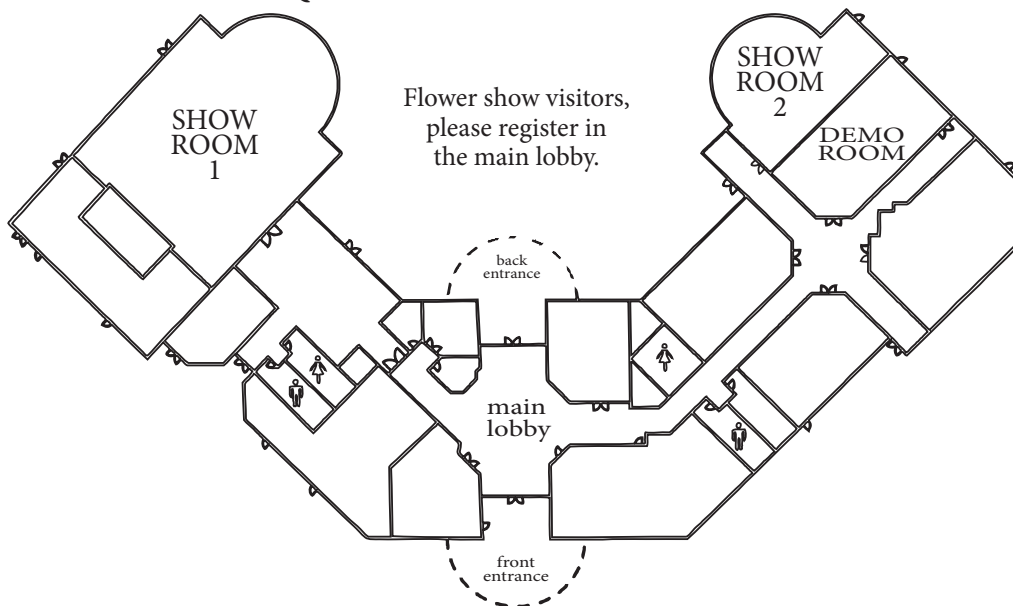 SHOW
ROOM
1
Flower show visitors,
please register in
the main lobby.
SHOW
ROOM
2
DEMO
ROOM
back
entrance
main
lobby
front
entrance